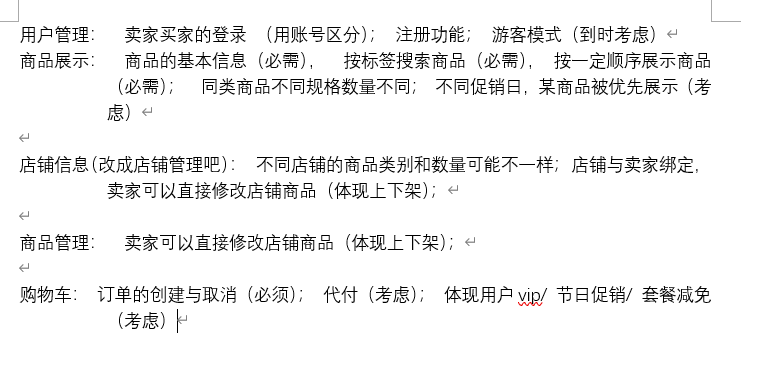 用户管理： 卖家买家的登录 （用账号区分）； 注册功能； 游客模式（到时考虑）
商品展示： 商品的基本信息（必需）， 按标签搜索商品（必需）， 按一定顺序展示商品
（必需）； 同类商品不同规格数量不同； 不同促销日，某商品被优先展示（考
虑）
店铺信息（改成店铺管理吧）： 不同店铺的商品类别和数量可能不一样；店铺与卖家绑定，
卖家可以直接修改店铺商品（体现上下架）；
商品管理： 卖家可以直接修改店铺商品（体现上下架）；
购物车： 订单的创建与取消（必须）； 代付（考虑）； 体现用户 vip/ 节日促销/ 套餐减免
（考虑）